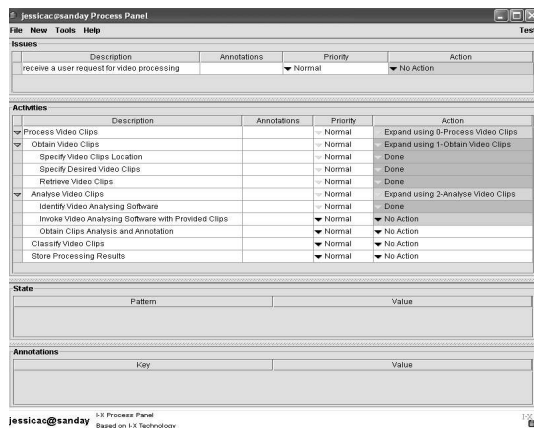 jessicac@sanday Process Panel
File New Tools Help Test
Issues
Description Annotations Priority Action
receive a user request for video processing Normal No Action
Activities
Description Annotations Priority Action
Process Video Clips Normal Expand using 0-Process Video Clips
Obtain Video Clips Normal Expand using 1-Obtain Video Clips
Specify Video Clips Location Normal Done
Specify Desired Video Clips Normal Done
Retrieve Video Clips Normal Done
Analyse Video Clips Normal Expand using 2-Analyse Video Clips
Identify Video Analysing Software Normal Done
Invoke Video Analysing Software with Provided Clips Normal No Action
Obtain Clips Analysis and Annotation Normal No Action
Classify Video Clips Normal No Action
Store Processing Results Normal No Action
State
Pattern Value
Annotations
Key Value
jessicac@sanday I-X Process Panel
Based on I-X Technology
I-X